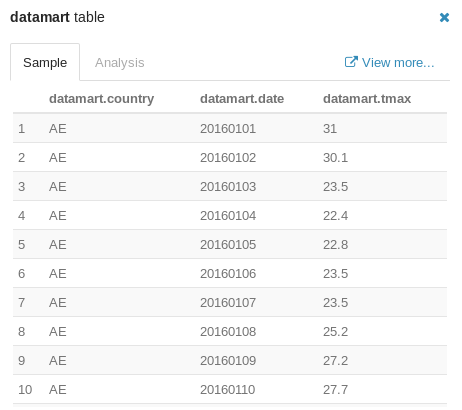 datamart table
Sample Analysis View more...
datamart.country datamart.date datamart.tmax
1 AE 20160101 31
2 AE 20160102 30.1
3 AE 20160103 23.5
4 AE 20160104 22.4
5 AE 20160105 22.8
6 AE 20160106 23.5
7 AE 20160107 23.5
8 AE 20160108 25.2
9 AE 20160109 27.2
10 AE 20160110 27.7